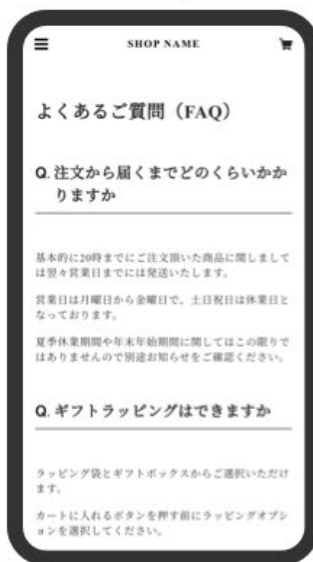 SHOP NAME
よくあるご質問（FAQ）
Q. 注文から届くまでどのくらいかか
りますか
基本的に20時までにご注文頂いた商品に関しまして
は翌々営業日までには発送いたします。
営業日は月曜日から金曜日で、土日祝日は休業日と
なっております。
夏季休業期間や年末年始期間に関してはこの限りで
はありませんので別途お知らせをご確認ください。
Q. ギフトラッピングはできますか
ラッピング袋とギフトボックスからご選択いただけ
ます。
カートに入れるボタンを押す前にラッピングオプシ
ョンを選択してください。